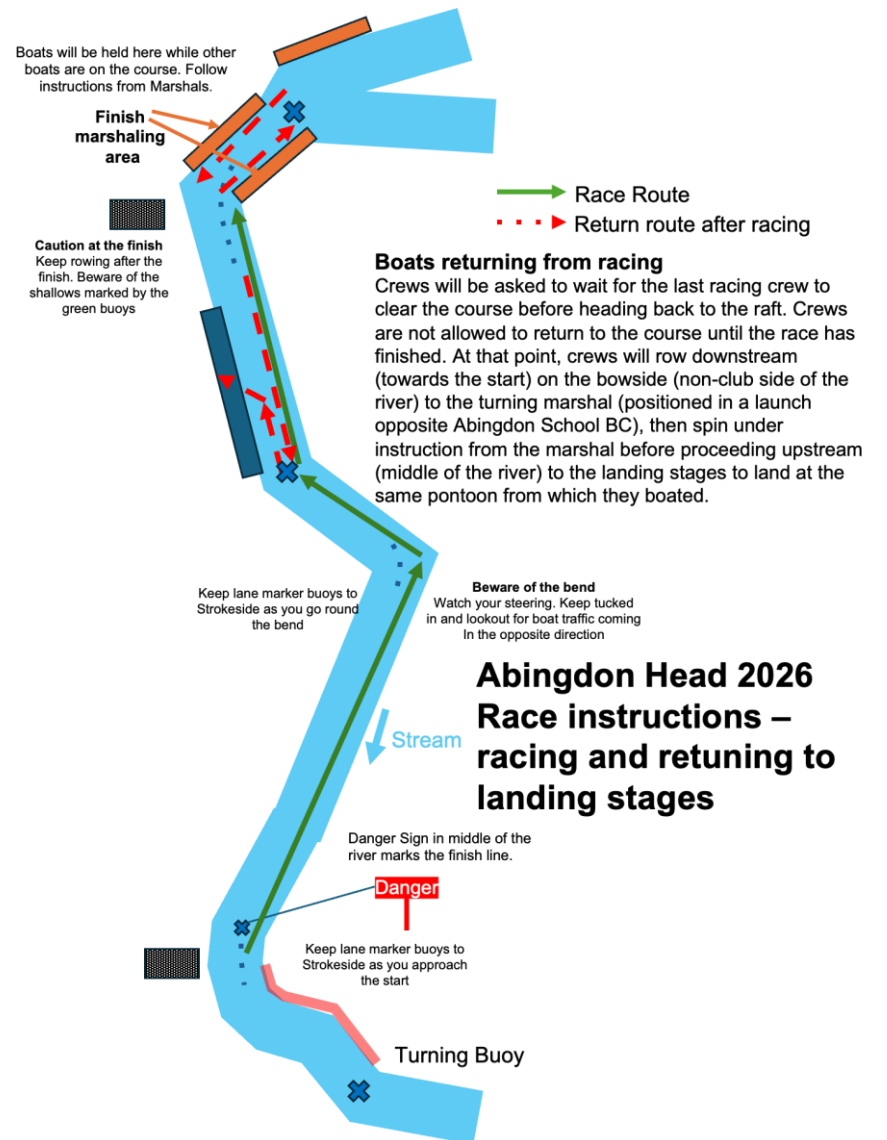 Boats will be held here while other
boats are on the course. Follow
instructions from Marshals.
Finish
marshaling
area
Race Route
Return route after racing
Caution at the finish
Keep rowing after the
finish. Beware of the
shallows marked by the
green buoys
Boats returning from racing
Crews will be asked to wait for the last racing crew to
clear the course before heading back to the raft. Crews
are not allowed to return to the course until the race has
finished. At that point, crews will row downstream
(towards the start) on the bowside (non-club side of the
river) to the turning marshal (positioned in a launch
opposite Abingdon School BC), then spin under
instruction from the marshal before proceeding upstream
(middle of the river) to the landing stages to land at the
same pontoon from which they boated.
Keep lane marker buoys to
Strokeside as you go round
the bend
Beware of the bend
Watch your steering. Keep tucked
in and lookout for boat traffic coming
In the opposite direction
Abingdon Head 2026
Race instructions –
racing and retuning to
landing stages
Stream
Danger Sign in middle of the
river marks the finish line.
Danger
Keep lane marker buoys to
Strokeside as you approach
the start
Turning Buoy